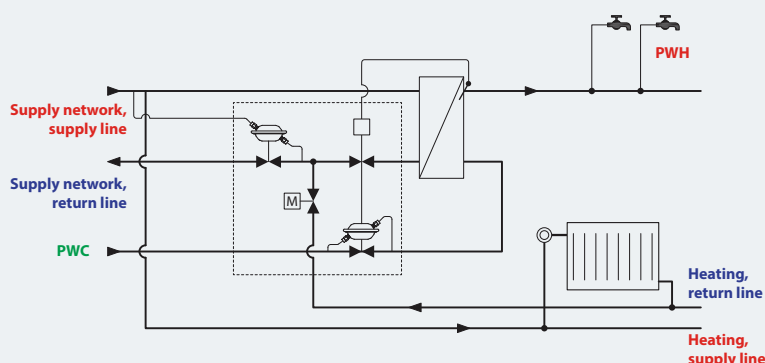 PWH
Supply network,
supply line
Supply network,
return line
M
PWC
Heating,
return line
Heating,
supply line